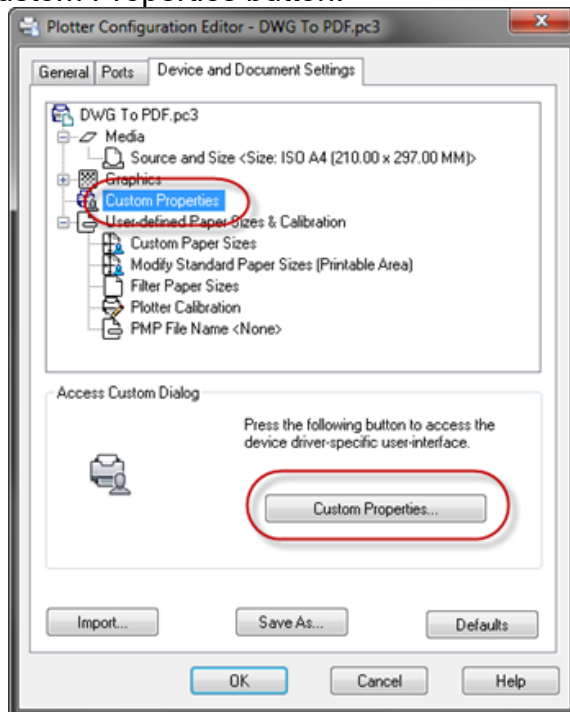 Custom Properties button.
Plotter Configuration Editor - DWG To PDF.pc3
General Ports Device and Document Settings
DWG To PDF.pc3
Media
Source and Size <Size: ISO A4 (210.00 x 297.00 MM)>
Graphics
Custom Properties
User-defined Paper Sizes & Calibration
Custom Paper Sizes
Modify Standard Paper Sizes (Printable Area)
Filter Paper Sizes
Plotter Calibration
PMP File Name <None>
Access Custom Dialog
Press the following button to access the
device driver-specific user-interface.
Custom Properties...
Import... Save As... Defaults
OK Cancel Help